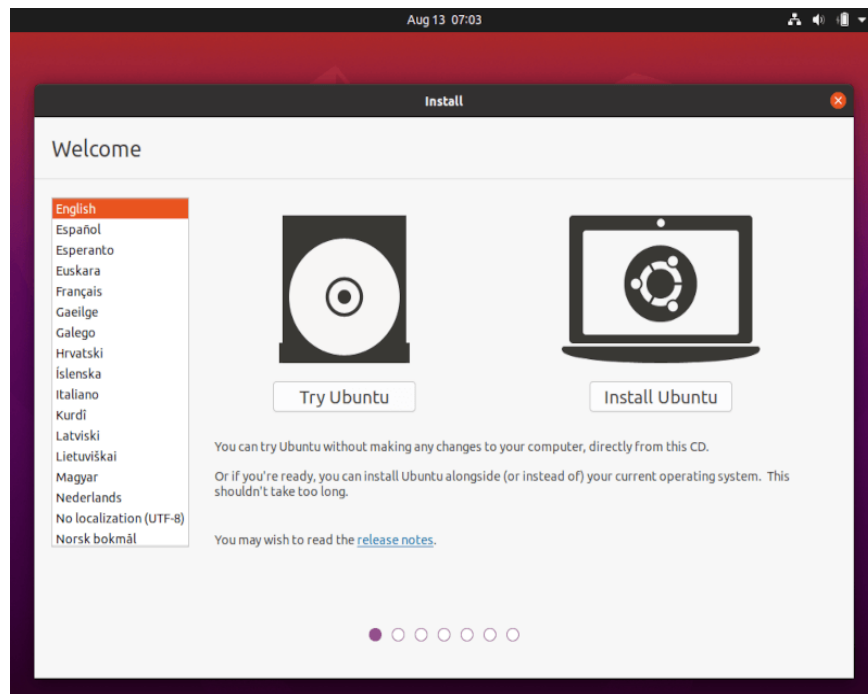 Aug 13 07:03
Install
Welcome
English
Español
Esperanto
Euskara
Français
Gaeilge
Galego
Hrvatski
Íslenska
Italiano
Kurdî
Latviski
Lietuviškai
Magyar
Nederlands
No localization (UTF-8)
Norsk bokmål
Try Ubuntu
Install Ubuntu
You can try Ubuntu without making any changes to your computer, directly from this CD.
Or if you're ready, you can install Ubuntu alongside (or instead of) your current operating system. This
shouldn't take too long.
You may wish to read the release notes.